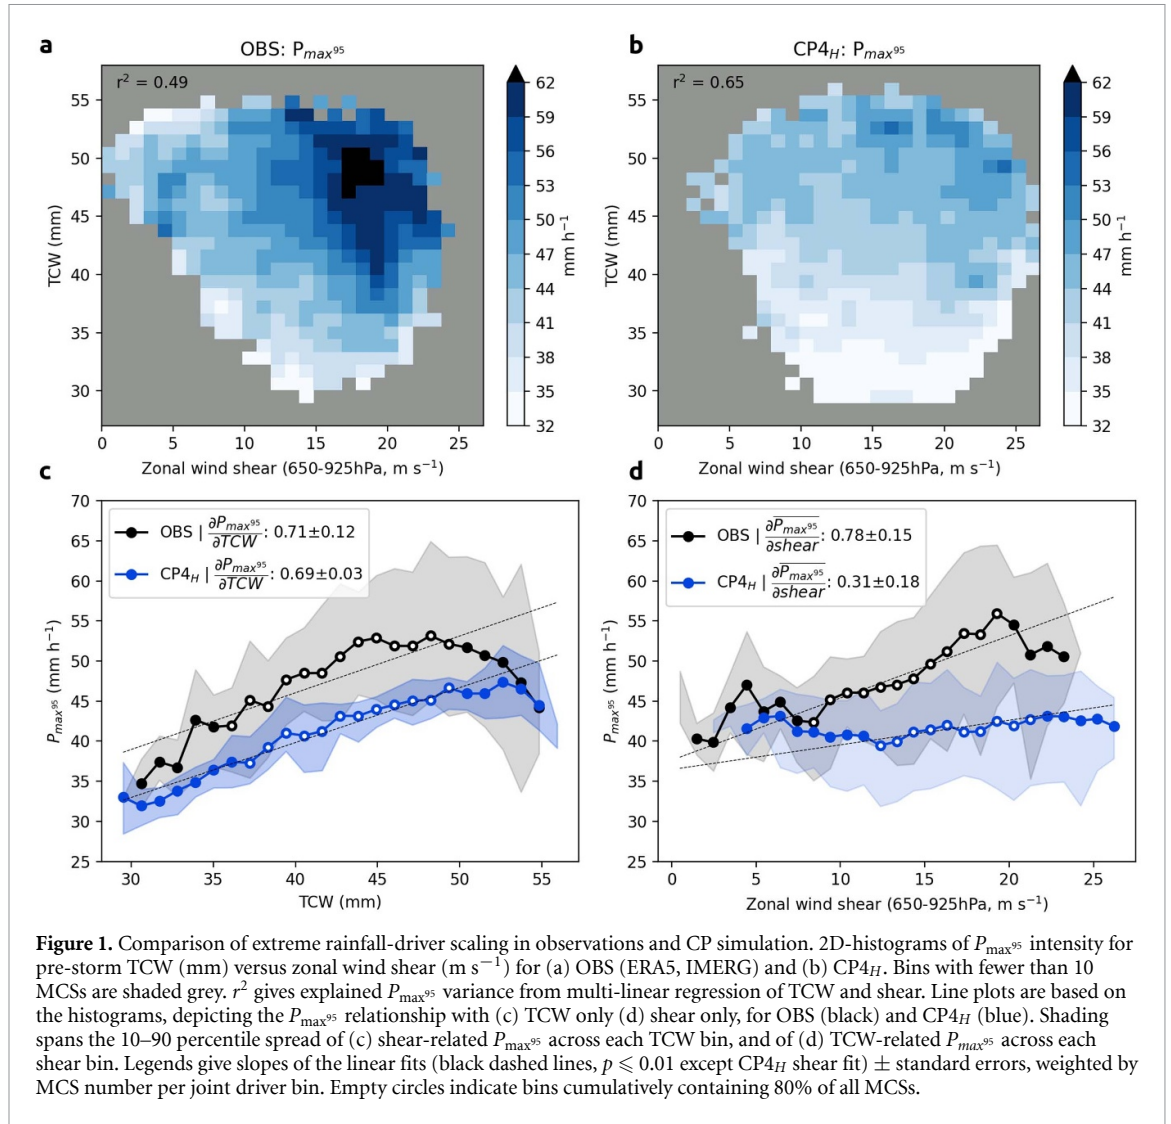 a
OBS: Pmax95
r2 = 0.49
55
50
45
40
35
30
TCW (mm)
0 5 10 15 20 25
Zonal wind shear (650-925hPa, m s−1)
62
59
56
53
50
47
44
41
38
35
32
mm h−1
b
CP4H: Pmax95
r2 = 0.65
55
50
45
40
35
30
TCW (mm)
0 5 10 15 20 25
Zonal wind shear (650-925hPa, m s−1)
62
59
56
53
50
47
44
41
38
35
32
mm h−1
c
OBS | ∂Pmax95/∂TCW: 0.71±0.12
CP4H | ∂Pmax95/∂TCW: 0.69±0.03
70
65
60
55
50
45
40
35
30
25
Pmax95 (mm h−1)
30 35 40 45 50 55
TCW (mm)
d
OBS | ∂Pmax95/∂shear: 0.78±0.15
CP4H | ∂Pmax95/∂shear: 0.31±0.18
70
65
60
55
50
45
40
35
30
25
Pmax95 (mm h−1)
0 5 10 15 20 25
Zonal wind shear (650-925hPa, m s−1)
Figure 1. Comparison of extreme rainfall-driver scaling in observations and CP simulation. 2D-histograms of Pmax95 intensity for
pre-storm TCW (mm) versus zonal wind shear (m s−1) for (a) OBS (ERA5, IMERG) and (b) CP4H. Bins with fewer than 10
MCSs are shaded grey. r2 gives explained Pmax95 variance from multi-linear regression of TCW and shear. Line plots are based on
the histograms, depicting the Pmax95 relationship with (c) TCW only (d) shear only, for OBS (black) and CP4H (blue). Shading
spans the 10–90 percentile spread of (c) shear-related Pmax95 across each TCW bin, and of (d) TCW-related Pmax95 across each
shear bin. Legends give slopes of the linear fits (black dashed lines, p ⩽ 0.01 except CP4H shear fit) ± standard errors, weighted by
MCS number per joint driver bin. Empty circles indicate bins cumulatively containing 80% of all MCSs.